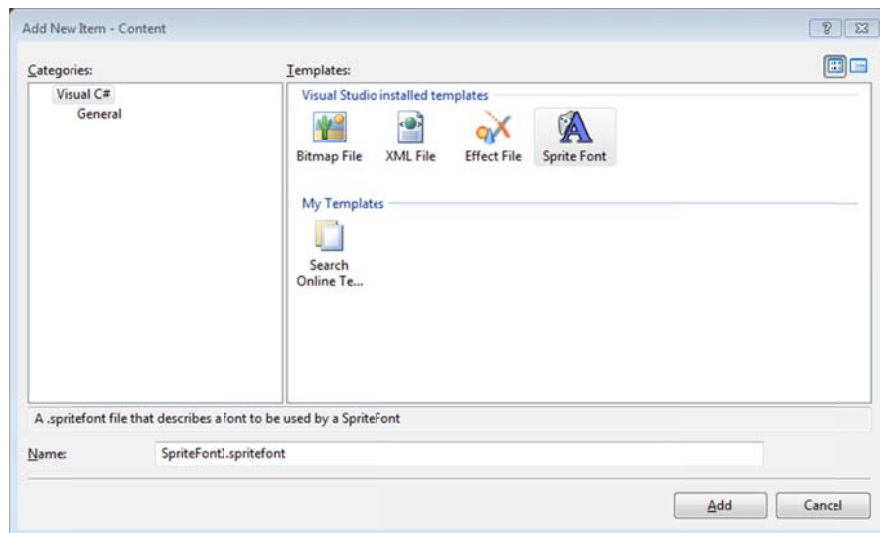 Add New Item - Content
Categories:
Templates:
Visual C#
General
Visual Studio installed templates
Bitmap File
XML File
Effect File
Sprite Font
My Templates
Search
Online Te...
A .spritefont file that describes a font to be used by a SpriteFont
Name:
SpriteFont1.spritefont
Add
Cancel